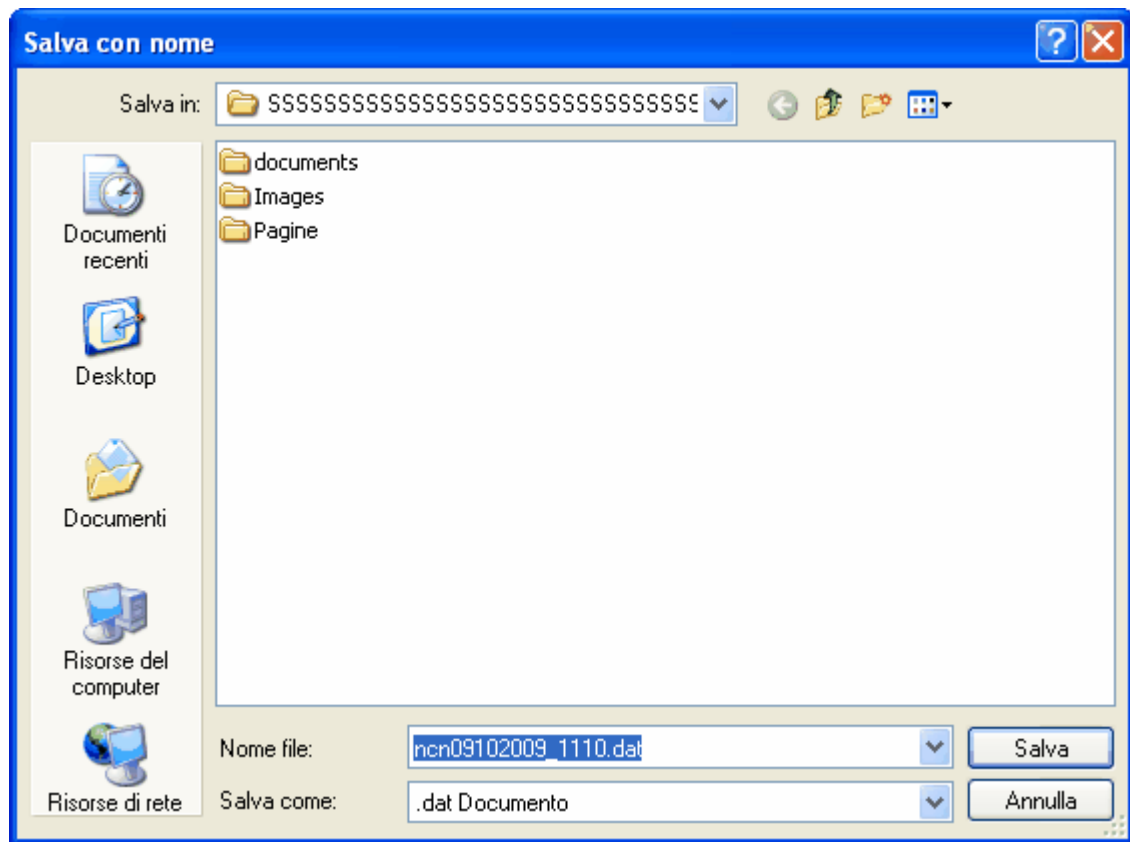 Salva con nome
Salva in: SSSSSSSSSSSSSSSSSSSSSSSSSSSSSSS
documents
Images
Pagine
Documenti
recenti
Desktop
Documenti
Risorse del
computer
Risorse di rete
Nome file: ncn09102009_1110.dat
Salva
Salva come: .dat Documento
Annulla